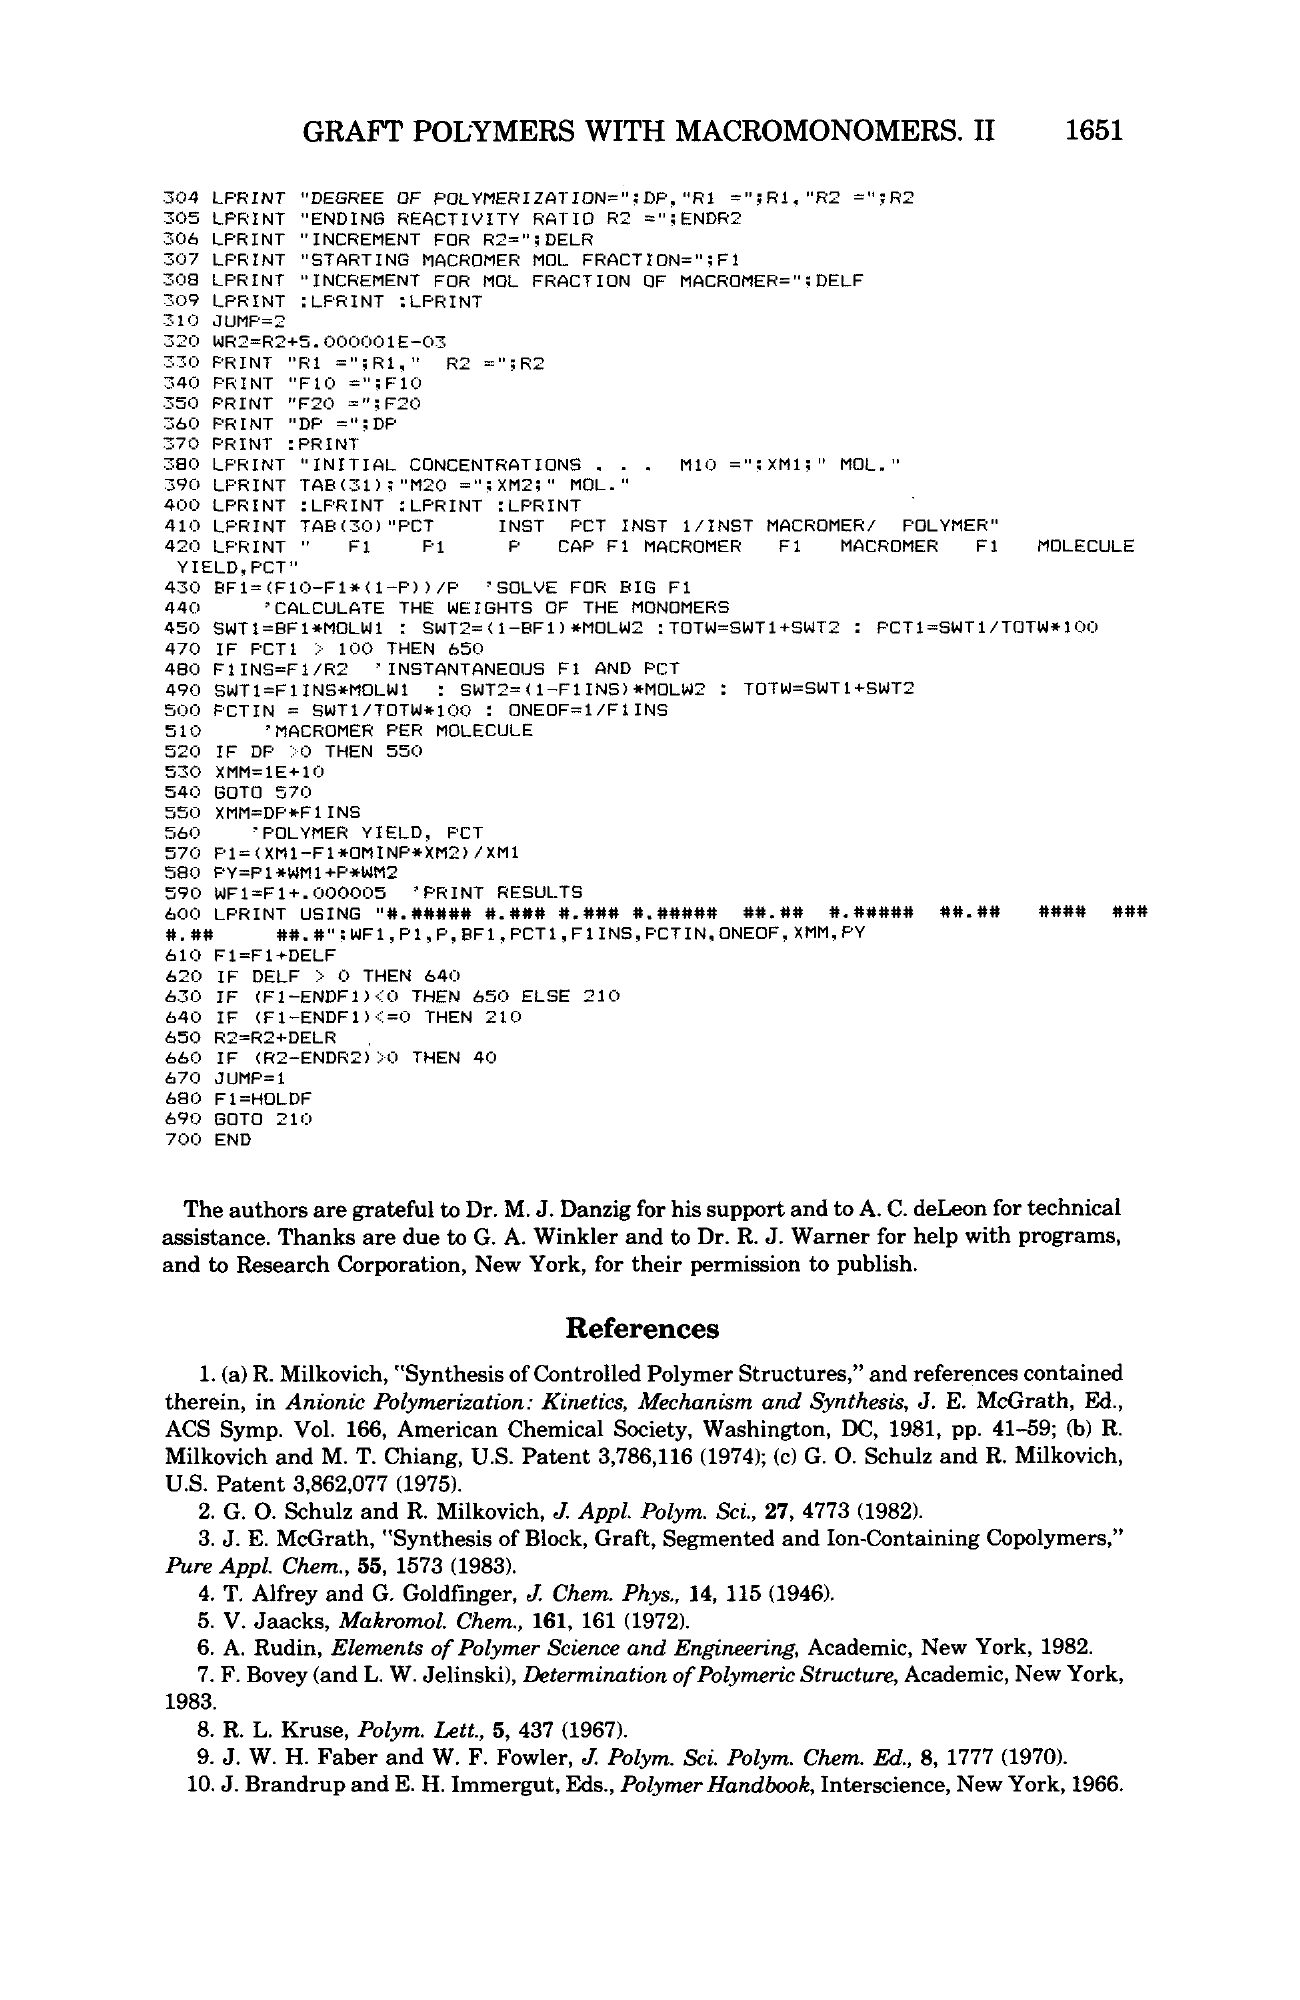 GRAFT POLYMERS WITH MACROMONOMERS. II 1651
304 LPRINT "DEGREE OF POLYMERIZATION=";DP,"R1 =";R1,"R2 =";R2
305 LPRINT "ENDING REACTIVITY RATIO R2 =";ENDR2
306 LPRINT "INCREMENT FOR R2=";DELR
307 LPRINT "STARTING MACROMER MOL FRACTION=";F1
308 LPRINT "INCREMENT FOR MOL FRACTION OF MACROMER=";DELF
309 LPRINT :LPRINT :LPRINT
310 JUMP=2
320 WR2=R2+5.000001E-03
330 PRINT "R1 =";R1," R2 =";R2
340 PRINT "F10 =";F10
350 PRINT "F20 =";F20
360 PRINT "DP =";DP
370 PRINT :PRINT
380 LPRINT "INITIAL CONCENTRATIONS . . . M10 =";XM1;" MOL."
390 LPRINT TAB(31);"M20 =";XM2;" MOL."
400 LPRINT :LPRINT :LPRINT :LPRINT
410 LPRINT TAB(30)"PCT INST PCT INST 1/INST MACROMER/ POLYMER"
420 LPRINT " F1 P1 P CAP F1 MACROMER F1 MACROMER F1 MOLECULE
YIELD,PCT"
430 BF1=(F10-F1*(1-P))/P 'SOLVE FOR BIG F1
440 'CALCULATE THE WEIGHTS OF THE MONOMERS
450 SWT1=BF1*MOLW1 : SWT2=(1-BF1)*MOLW2 :TOTW=SWT1+SWT2 : PCT1=SWT1/TOTW*100
470 IF PCT1 > 100 THEN 650
480 F1INS=F1/R2 'INSTANTANEOUS F1 AND PCT
490 SWT1=F1INS*MOLW1 : SWT2=(1-F1INS)*MOLW2 : TOTW=SWT1+SWT2
500 PCTIN = SWT1/TOTW*100 : ONEOF=1/F1INS
510 'MACROMER PER MOLECULE
520 IF DP >0 THEN 550
530 XMM=1E+10
540 GOTO 570
550 XMM=DP*F1INS
560 'POLYMER YIELD, PCT
570 P1=(XM1-F1*OMINP*XM2)/XM1
580 PY=P1*WM1+P*WM2
590 WF1=F1+.000005 'PRINT RESULTS
600 LPRINT USING "#.##### #.### #.### #.##### ##.## #.##### ##.## #### ###
#.## ##.#";WF1,P1,P,BF1,PCT1,F1INS,PCTIN,ONEOF,XMM,PY
610 F1=F1+DELF
620 IF DELF > 0 THEN 640
630 IF (F1-ENDF1)<0 THEN 650 ELSE 210
640 IF (F1-ENDF1)<=0 THEN 210
650 R2=R2+DELR
660 IF (R2-ENDR2)>0 THEN 40
670 JUMP=1
680 F1=HOLDF
690 GOTO 210
700 END
The authors are grateful to Dr. M. J. Danzig for his support and to A. C. deLeon for technical
assistance. Thanks are due to G. A. Winkler and to Dr. R. J. Warner for help with programs,
and to Research Corporation, New York, for their permission to publish.
References
1. (a) R. Milkovich, "Synthesis of Controlled Polymer Structures," and references contained
therein, in Anionic Polymerization: Kinetics, Mechanism and Synthesis, J. E. McGrath, Ed.,
ACS Symp. Vol. 166, American Chemical Society, Washington, DC, 1981, pp. 41–59; (b) R.
Milkovich and M. T. Chiang, U.S. Patent 3,786,116 (1974); (c) G. O. Schulz and R. Milkovich,
U.S. Patent 3,862,077 (1975).
2. G. O. Schulz and R. Milkovich, J. Appl. Polym. Sci., 27, 4773 (1982).
3. J. E. McGrath, "Synthesis of Block, Graft, Segmented and Ion-Containing Copolymers,"
Pure Appl. Chem., 55, 1573 (1983).
4. T. Alfrey and G. Goldfinger, J. Chem. Phys., 14, 115 (1946).
5. V. Jaacks, Makromol. Chem., 161, 161 (1972).
6. A. Rudin, Elements of Polymer Science and Engineering, Academic, New York, 1982.
7. F. Bovey (and L. W. Jelinski), Determination of Polymeric Structure, Academic, New York,
1983.
8. R. L. Kruse, Polym. Lett., 5, 437 (1967).
9. J. W. H. Faber and W. F. Fowler, J. Polym. Sci. Polym. Chem. Ed., 8, 1777 (1970).
10. J. Brandrup and E. H. Immergut, Eds., Polymer Handbook, Interscience, New York, 1966.